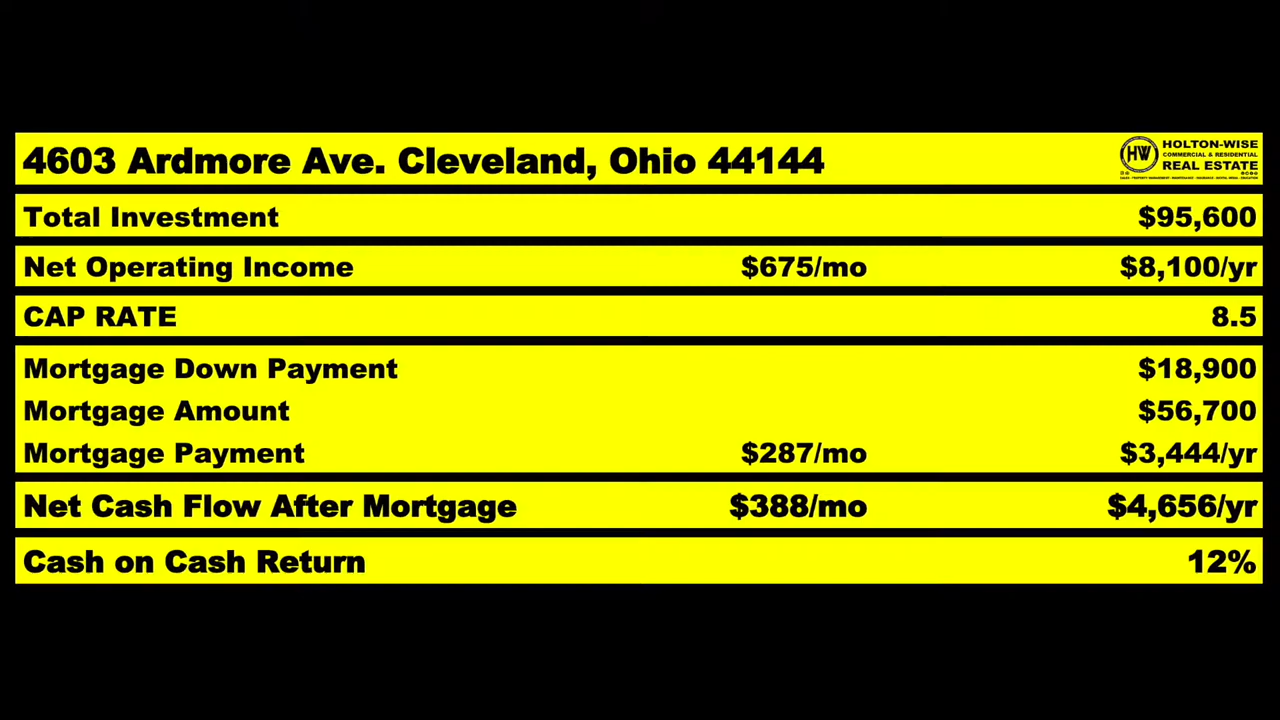 4603 Ardmore Ave. Cleveland, Ohio 44144
HW
HOLTON-WISE
COMMERCIAL & RESIDENTIAL
REAL ESTATE
Total Investment $95,600
Net Operating Income $675/mo $8,100/yr
CAP RATE 8.5
Mortgage Down Payment $18,900
Mortgage Amount $56,700
Mortgage Payment $287/mo $3,444/yr
Net Cash Flow After Mortgage $388/mo $4,656/yr
Cash on Cash Return 12%